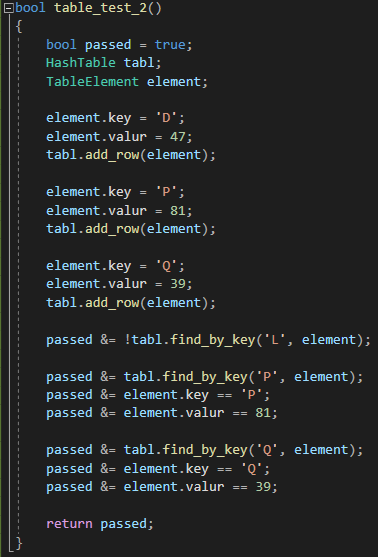 bool table_test_2()
{
bool passed = true;
HashTable tabl;
TableElement element;
element.key = 'D';
element.valur = 47;
tabl.add_row(element);
element.key = 'P';
element.valur = 81;
tabl.add_row(element);
element.key = 'Q';
element.valur = 39;
tabl.add_row(element);
passed &= !tabl.find_by_key('L', element);
passed &= tabl.find_by_key('P', element);
passed &= element.key == 'P';
passed &= element.valur == 81;
passed &= tabl.find_by_key('Q', element);
passed &= element.key == 'Q';
passed &= element.valur == 39;
return passed;
}